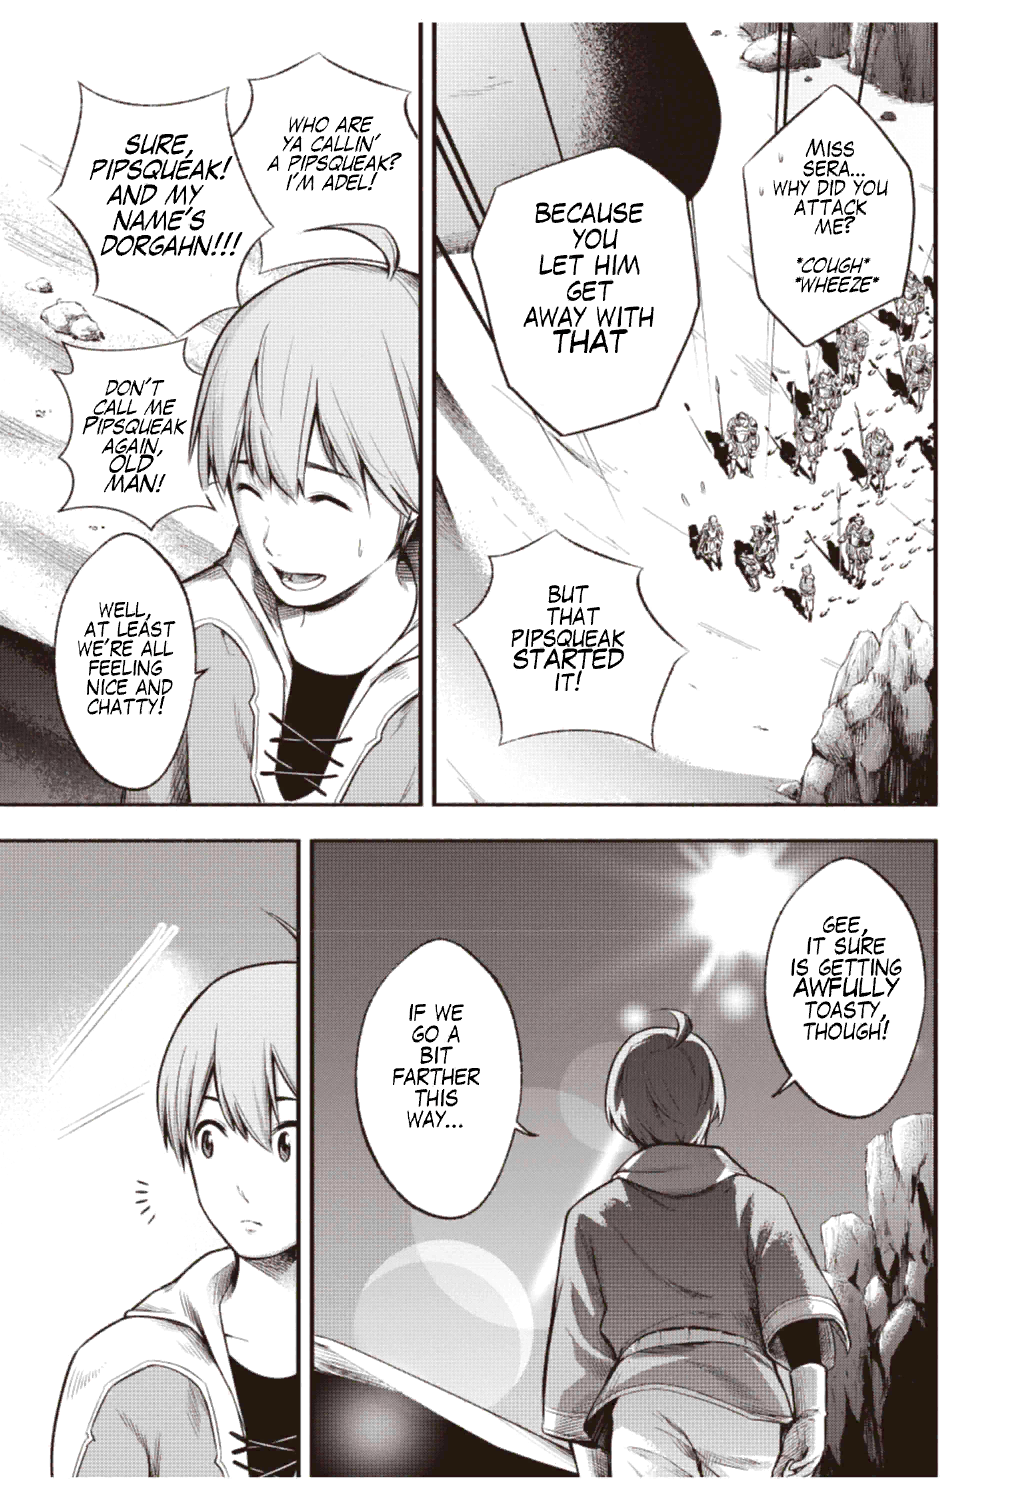 MISS
SERA...
WHY DID YOU
ATTACK
ME?
*COUGH*
*WHEEZE*
BECAUSE
YOU
LET HIM
GET
AWAY WITH
THAT
BUT
THAT
PIPSQUEAK
STARTED
IT!
WHO ARE
YA CALLIN'
A PIPSQUEAK?
I'M ADEL!
SURE,
PIPSQUEAK!
AND MY
NAME'S
DORGAHN!!!
DON'T
CALL ME
PIPSQUEAK
AGAIN,
OLD
MAN!
WELL,
AT LEAST
WE'RE ALL
FEELING
NICE AND
CHATTY!
GEE,
IT SURE
IS GETTING
AWFULLY
TOASTY,
THOUGH!
IF WE
GO A
BIT
FARTHER
THIS
WAY...